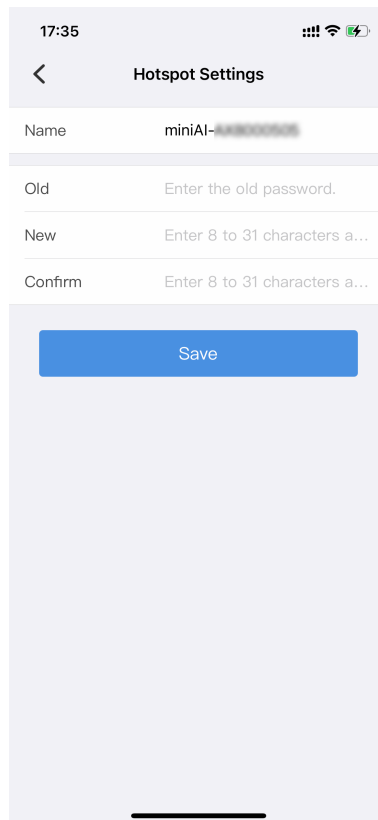 17:35
Hotspot Settings
Name miniAI-
Old Enter the old password.
New Enter 8 to 31 characters a...
Confirm Enter 8 to 31 characters a...
Save